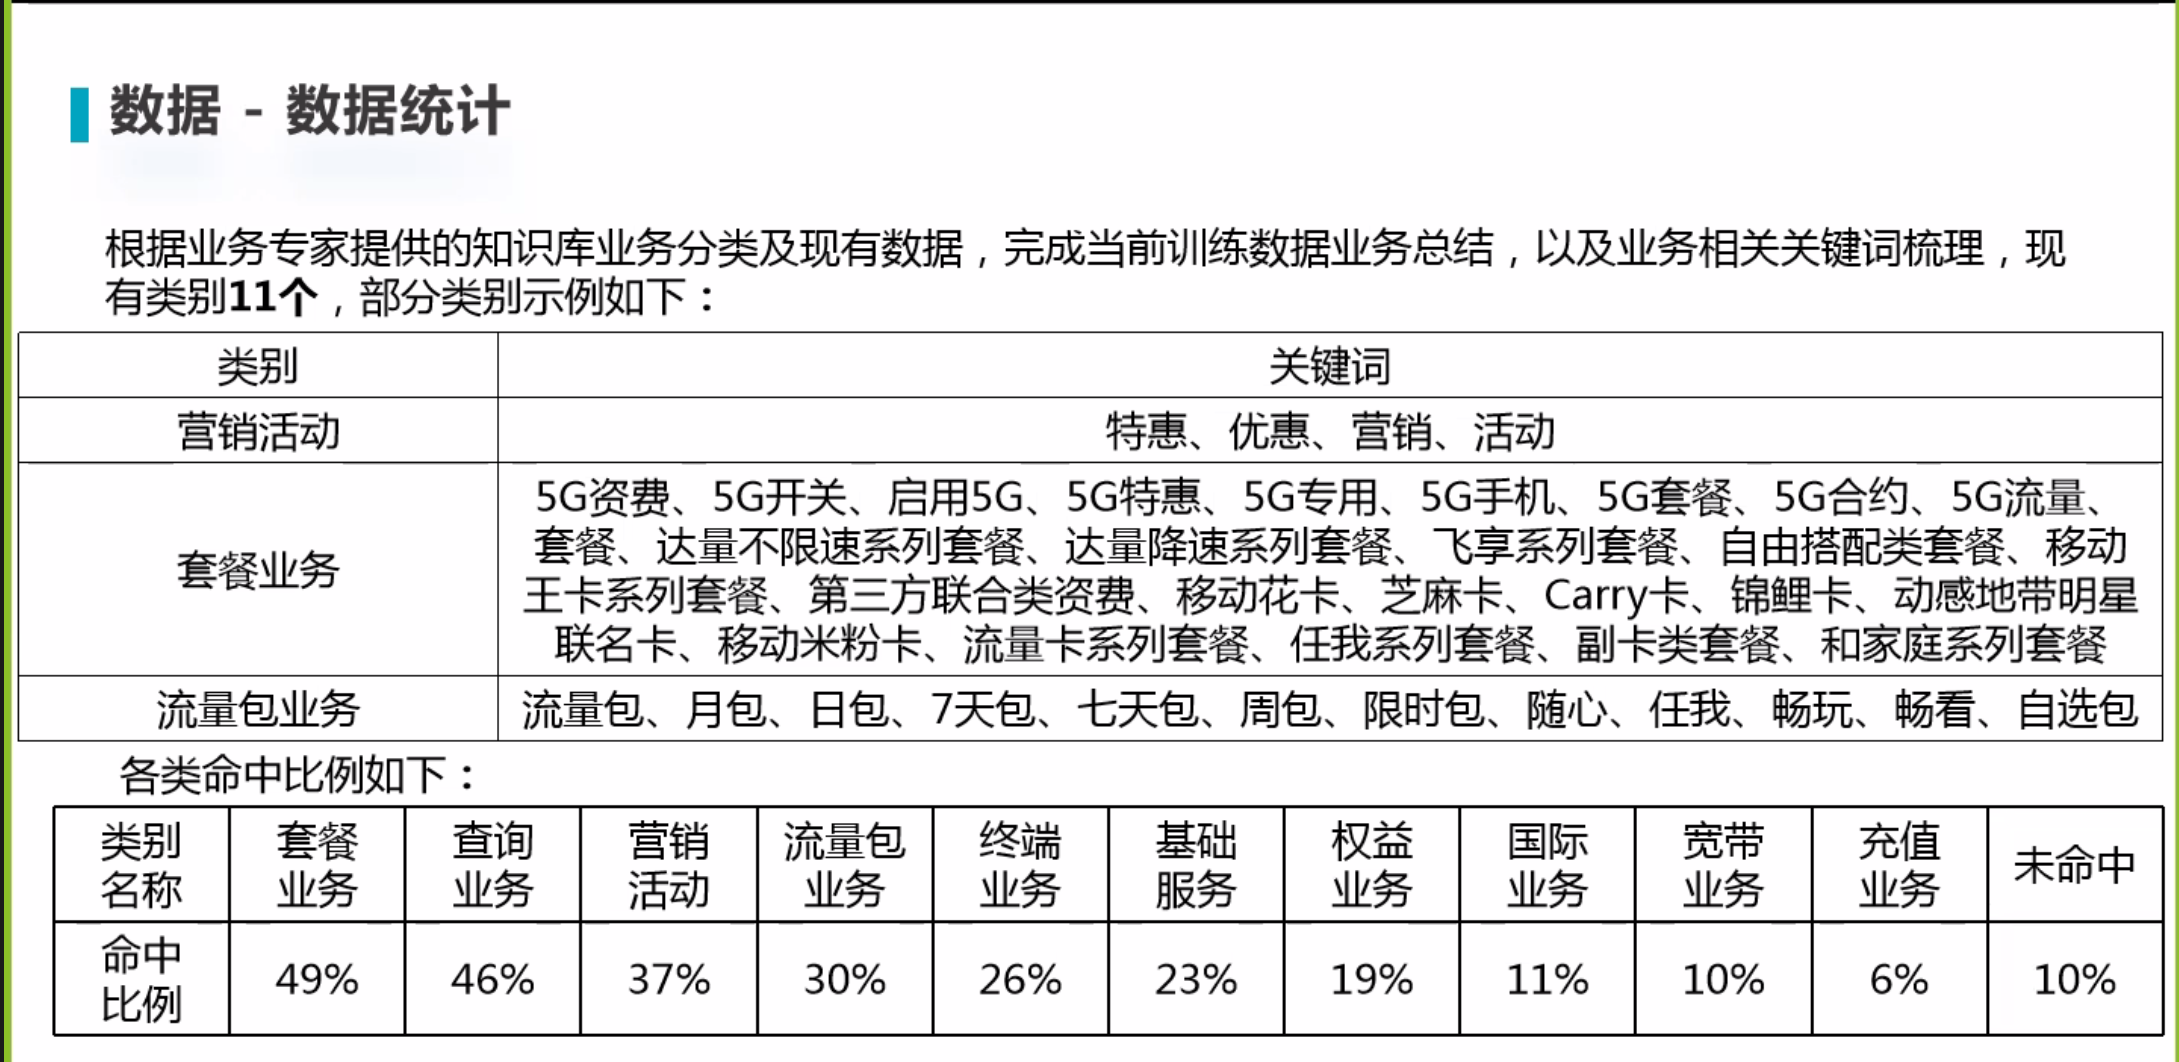 数据 - 数据统计
根据业务专家提供的知识库业务分类及现有数据，完成当前训练数据业务总结，以及业务相关关键词梳理，现
有类别11个，部分类别示例如下：
类别 关键词
营销活动 特惠、优惠、营销、活动
套餐业务
5G资费、5G开关、启用5G、5G特惠、5G专用、5G手机、5G套餐、5G合约、5G流量、
套餐、达量不限速系列套餐、达量降速系列套餐、飞享系列套餐、自由搭配类套餐、移动
王卡系列套餐、第三方联合类资费、移动花卡、芝麻卡、Carry卡、锦鲤卡、动感地带明星
联名卡、移动米粉卡、流量卡系列套餐、任我系列套餐、副卡类套餐、和家庭系列套餐
流量包业务 流量包、月包、日包、7天包、七天包、周包、限时包、随心、任我、畅玩、畅看、自选包
各类命中比例如下：
类别 套餐 查询 营销 流量包 终端 基础 权益 国际 宽带 充值 未命中
名称 业务 业务 活动 业务 业务 服务 业务 业务 业务 业务
命中
比例
49% 46% 37% 30% 26% 23% 19% 11% 10% 6% 10%